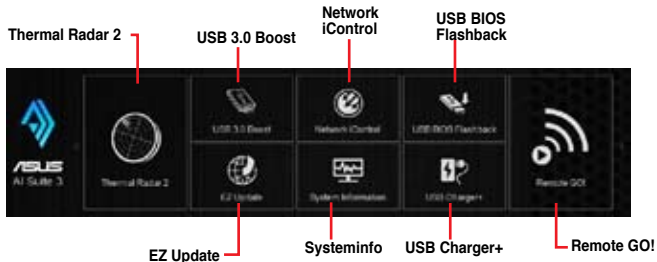 Network
iControl
USB BIOS
Flashback
Thermal Radar 2
USB 3.0 Boost
USB 3.0 Boost
Network iControl
USB BIOS Flashback
ASUS
AI Suite 3
Thermal Radar 2
EZ Update
System Information
USB Charger+
Remote GO!
EZ Update
Systeminfo
USB Charger+
Remote GO!